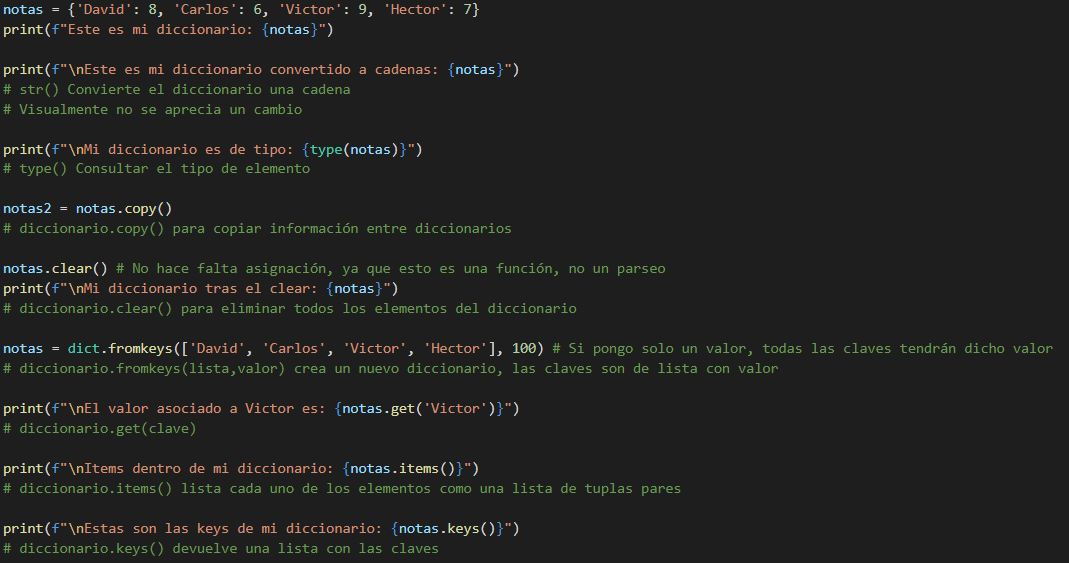 notas = {'David': 8, 'Carlos': 6, 'Victor': 9, 'Hector': 7}
print(f"Este es mi diccionario: {notas}")
print(f"\nEste es mi diccionario convertido a cadenas: {notas}")
# str() Convierte el diccionario una cadena
# Visualmente no se aprecia un cambio
print(f"\nMi diccionario es de tipo: {type(notas)}")
# type() Consultar el tipo de elemento
notas2 = notas.copy()
# diccionario.copy() para copiar información entre diccionarios
notas.clear() # No hace falta asignación, ya que esto es una función, no un parseo
print(f"\nMi diccionario tras el clear: {notas}")
# diccionario.clear() para eliminar todos los elementos del diccionario
notas = dict.fromkeys(['David', 'Carlos', 'Victor', 'Hector'], 100) # Si pongo solo un valor, todas las claves tendrán dicho valor
# diccionario.fromkeys(lista,valor) crea un nuevo diccionario, las claves son de lista con valor
print(f"\nEl valor asociado a Victor es: {notas.get('Victor')}")
# diccionario.get(clave)
print(f"\nItems dentro de mi diccionario: {notas.items()}")
# diccionario.items() lista cada uno de los elementos como una lista de tuplas pares
print(f"\nEstas son las keys de mi diccionario: {notas.keys()}")
# diccionario.keys() devuelve una lista con las claves